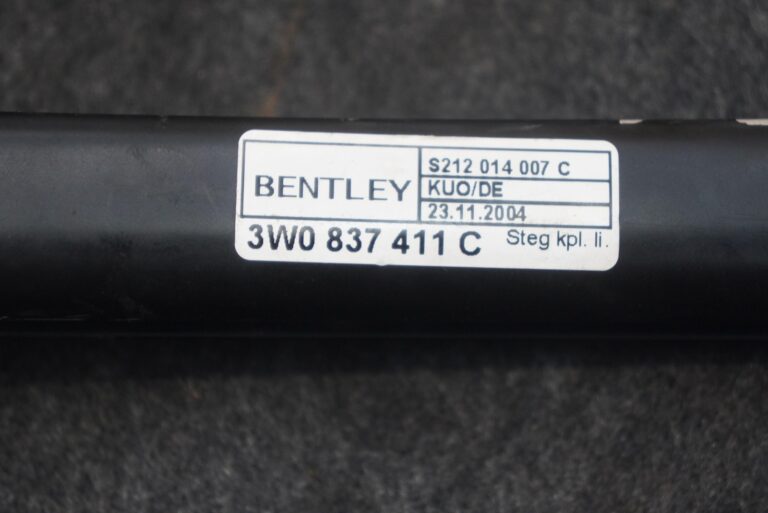 BENTLEY
S212 014 007 C
KUO/DE
23.11.2004
3W0 837 411 C Steg kpl. li.